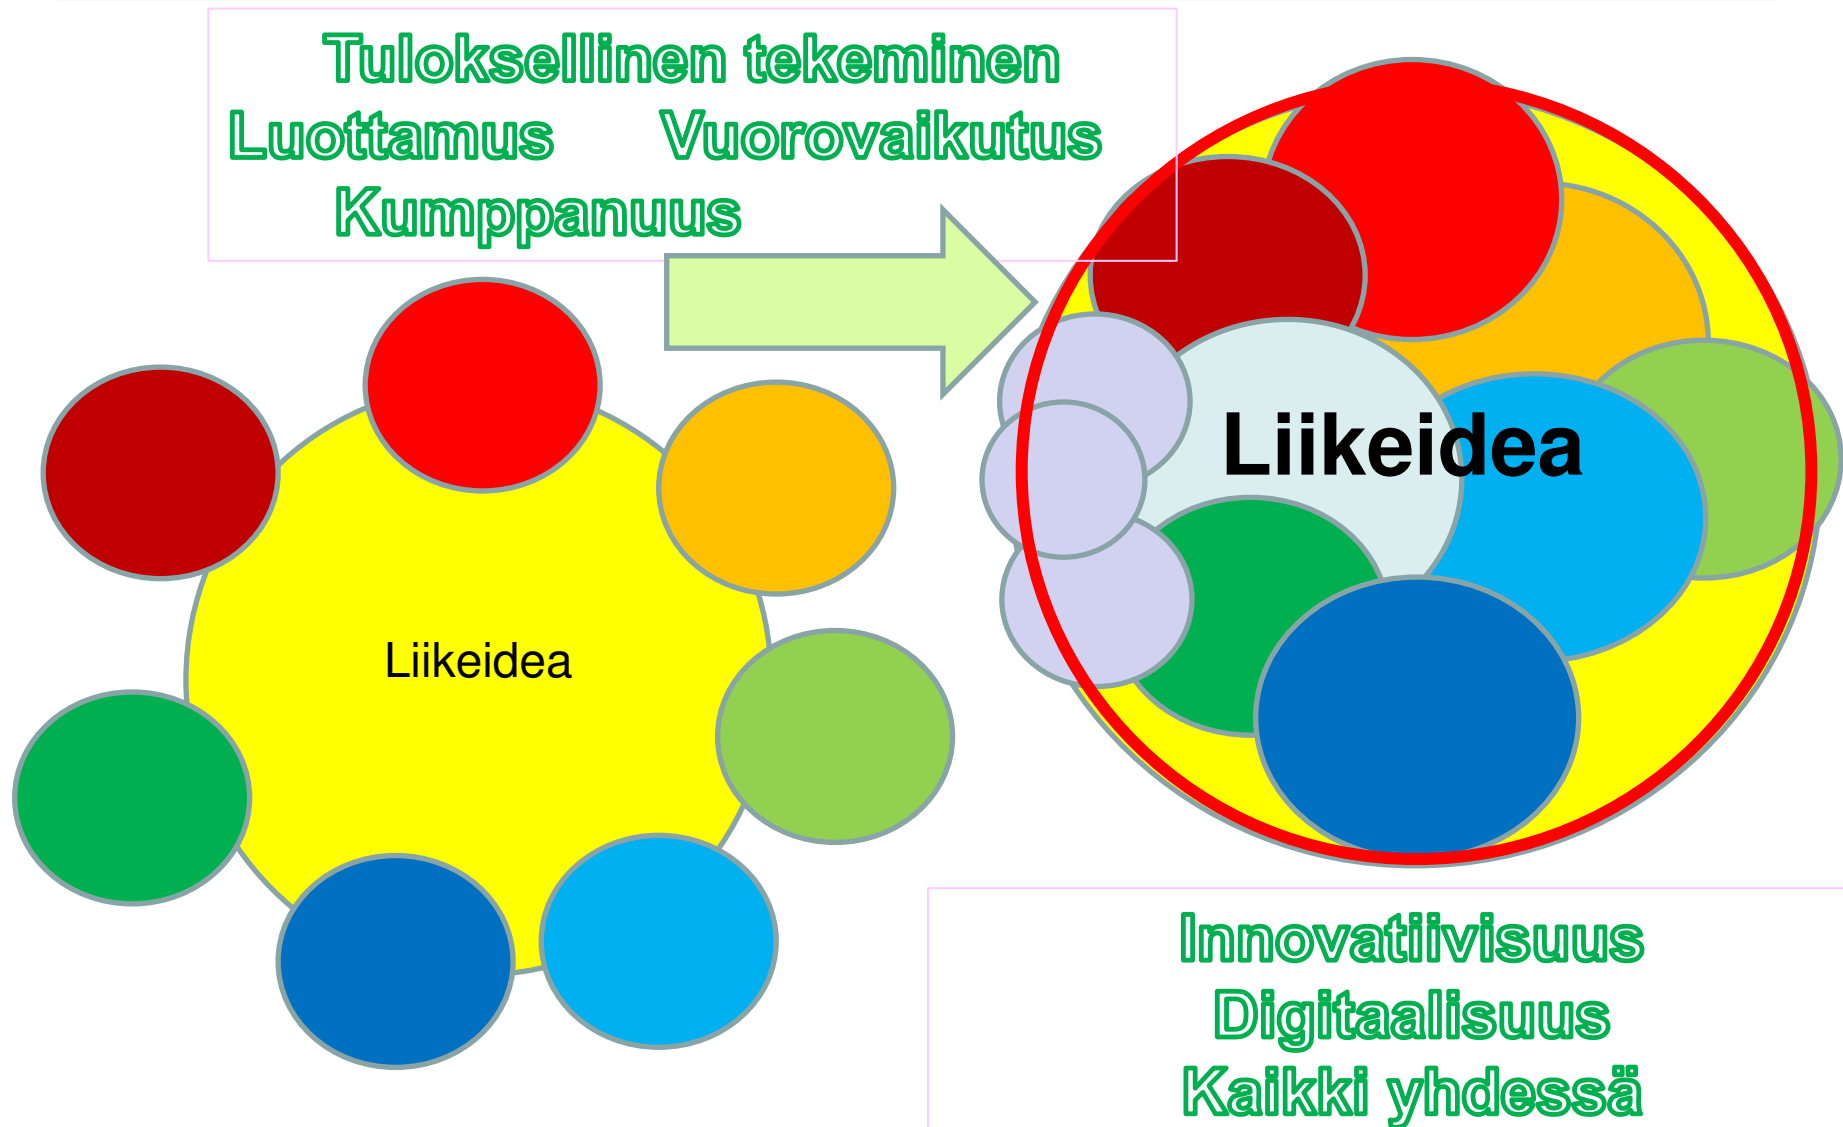 Tuloksellinen tekeminen
Luottamus Vuorovaikutus
Kumppanuus
Liikeidea
Liikeidea
Innovatiivisuus
Digitaalisuus
Kaikki yhdessä